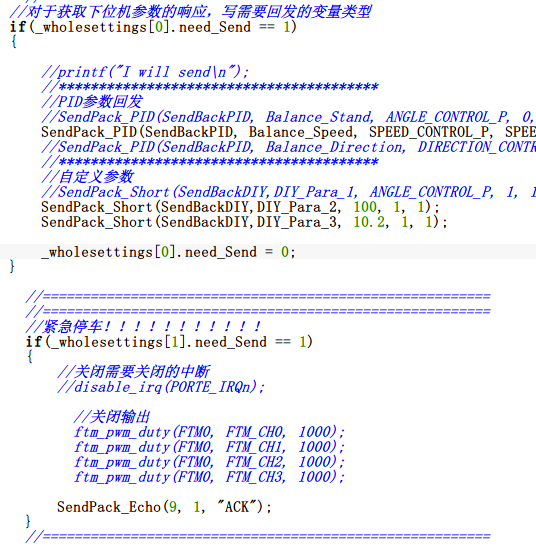 //对于获取下位机参数的响应，写需要回发的变量类型
if(_wholesettings[0].need_Send == 1)
{
//printf("I will send\n");
//****************************************
//PID参数回发
//SendPack_PID(SendBackPID, Balance_Stand, ANGLE_CONTROL_P, 0,
SendPack_PID(SendBackPID, Balance_Speed, SPEED_CONTROL_P, SPEE
//SendPack_PID(SendBackPID, Balance_Direction, DIRECTION_CONTR
//****************************************
//自定义参数
//SendPack_Short(SendBackDIY,DIY_Para_1, ANGLE_CONTROL_P, 1, 1
SendPack_Short(SendBackDIY,DIY_Para_2, 100, 1, 1);
SendPack_Short(SendBackDIY,DIY_Para_3, 10.2, 1, 1);
_wholesettings[0].need_Send = 0;
}
//========================================================
//========================================================
//紧急停车！！！！！！！！！！！
if(_wholesettings[1].need_Send == 1)
{
//关闭需要关闭的中断
//disable_irq(PORTE_IRQn);
//关闭输出
ftm_pwm_duty(FTM0, FTM_CH0, 1000);
ftm_pwm_duty(FTM0, FTM_CH1, 1000);
ftm_pwm_duty(FTM0, FTM_CH2, 1000);
ftm_pwm_duty(FTM0, FTM_CH3, 1000);
SendPack_Echo(9, 1, "ACK");
}
//========================================================